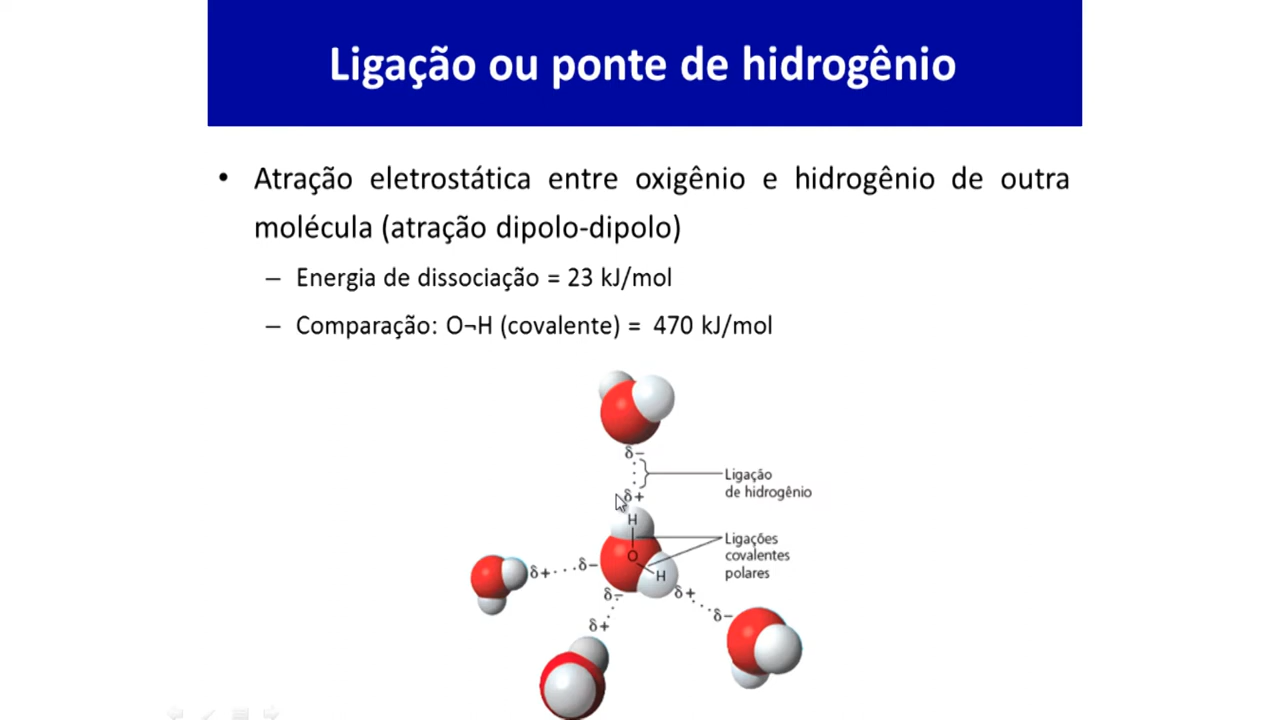 Ligação ou ponte de hidrogênio
• Atração eletrostática entre oxigênio e hidrogênio de outra
molécula (atração dipolo-dipolo)
– Energia de dissociação = 23 kJ/mol
– Comparação: O¬H (covalente) = 470 kJ/mol
δ–
Ligação
de hidrogênio
δ+
H
Ligações
covalentes
polares
O
H
δ+
δ–
δ–
δ+
δ–
δ+